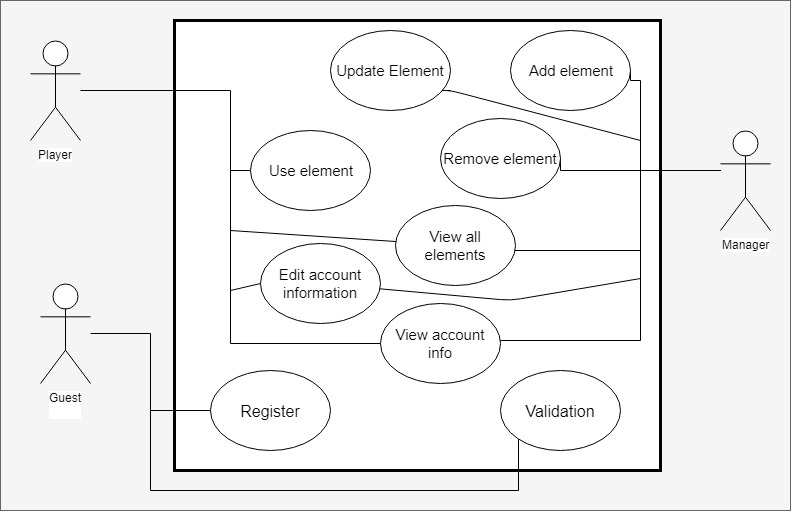 Update Element
Add element
Player
Use element
Remove element
Manager
View all
elements
Edit account
information
Guest
View account
info
Register
Validation